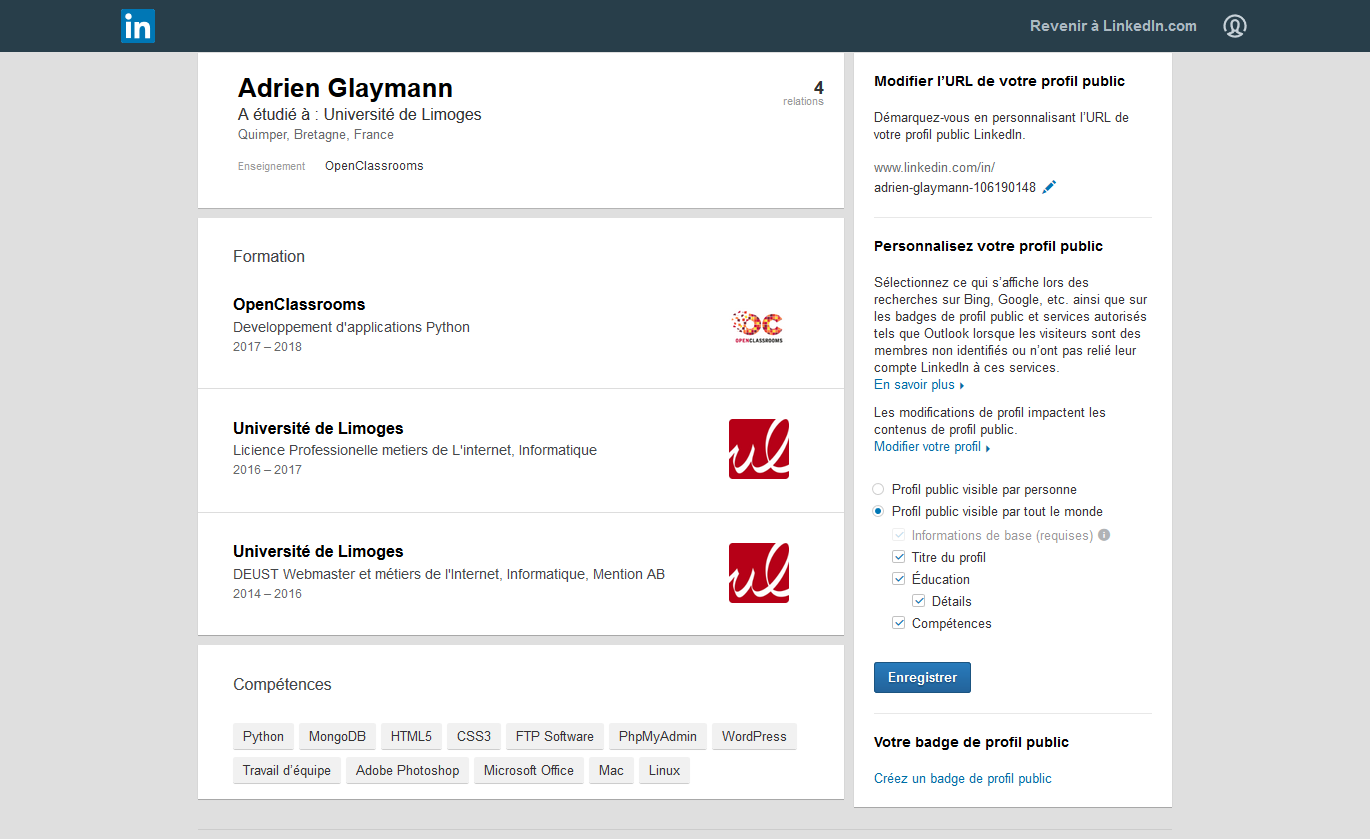 in
Revenir à LinkedIn.com
Adrien Glaymann
4
relations
A étudié à : Université de Limoges
Quimper, Bretagne, France
Enseignement OpenClassrooms
Formation
OpenClassrooms
Developpement d'applications Python
2017 – 2018
OC
OPENCLASSROOMS
Université de Limoges
Licience Professionelle metiers de L'internet, Informatique
2016 – 2017
ul
Université de Limoges
DEUST Webmaster et métiers de l'Internet, Informatique, Mention AB
2014 – 2016
ul
Compétences
Python MongoDB HTML5 CSS3 FTP Software PhpMyAdmin WordPress
Travail d’équipe Adobe Photoshop Microsoft Office Mac Linux
Modifier l’URL de votre profil public
Démarquez-vous en personnalisant l’URL de
votre profil public LinkedIn.
www.linkedin.com/in/
adrien-glaymann-106190148
Personnalisez votre profil public
Sélectionnez ce qui s’affiche lors des
recherches sur Bing, Google, etc. ainsi que sur
les badges de profil public et services autorisés
tels que Outlook lorsque les visiteurs sont des
membres non identifiés ou n’ont pas relié leur
compte LinkedIn à ces services.
En savoir plus
Les modifications de profil impactent les
contenus de profil public.
Modifier votre profil
Profil public visible par personne
Profil public visible par tout le monde
Informations de base (requises)
Titre du profil
Éducation
Détails
Compétences
Enregistrer
Votre badge de profil public
Créez un badge de profil public